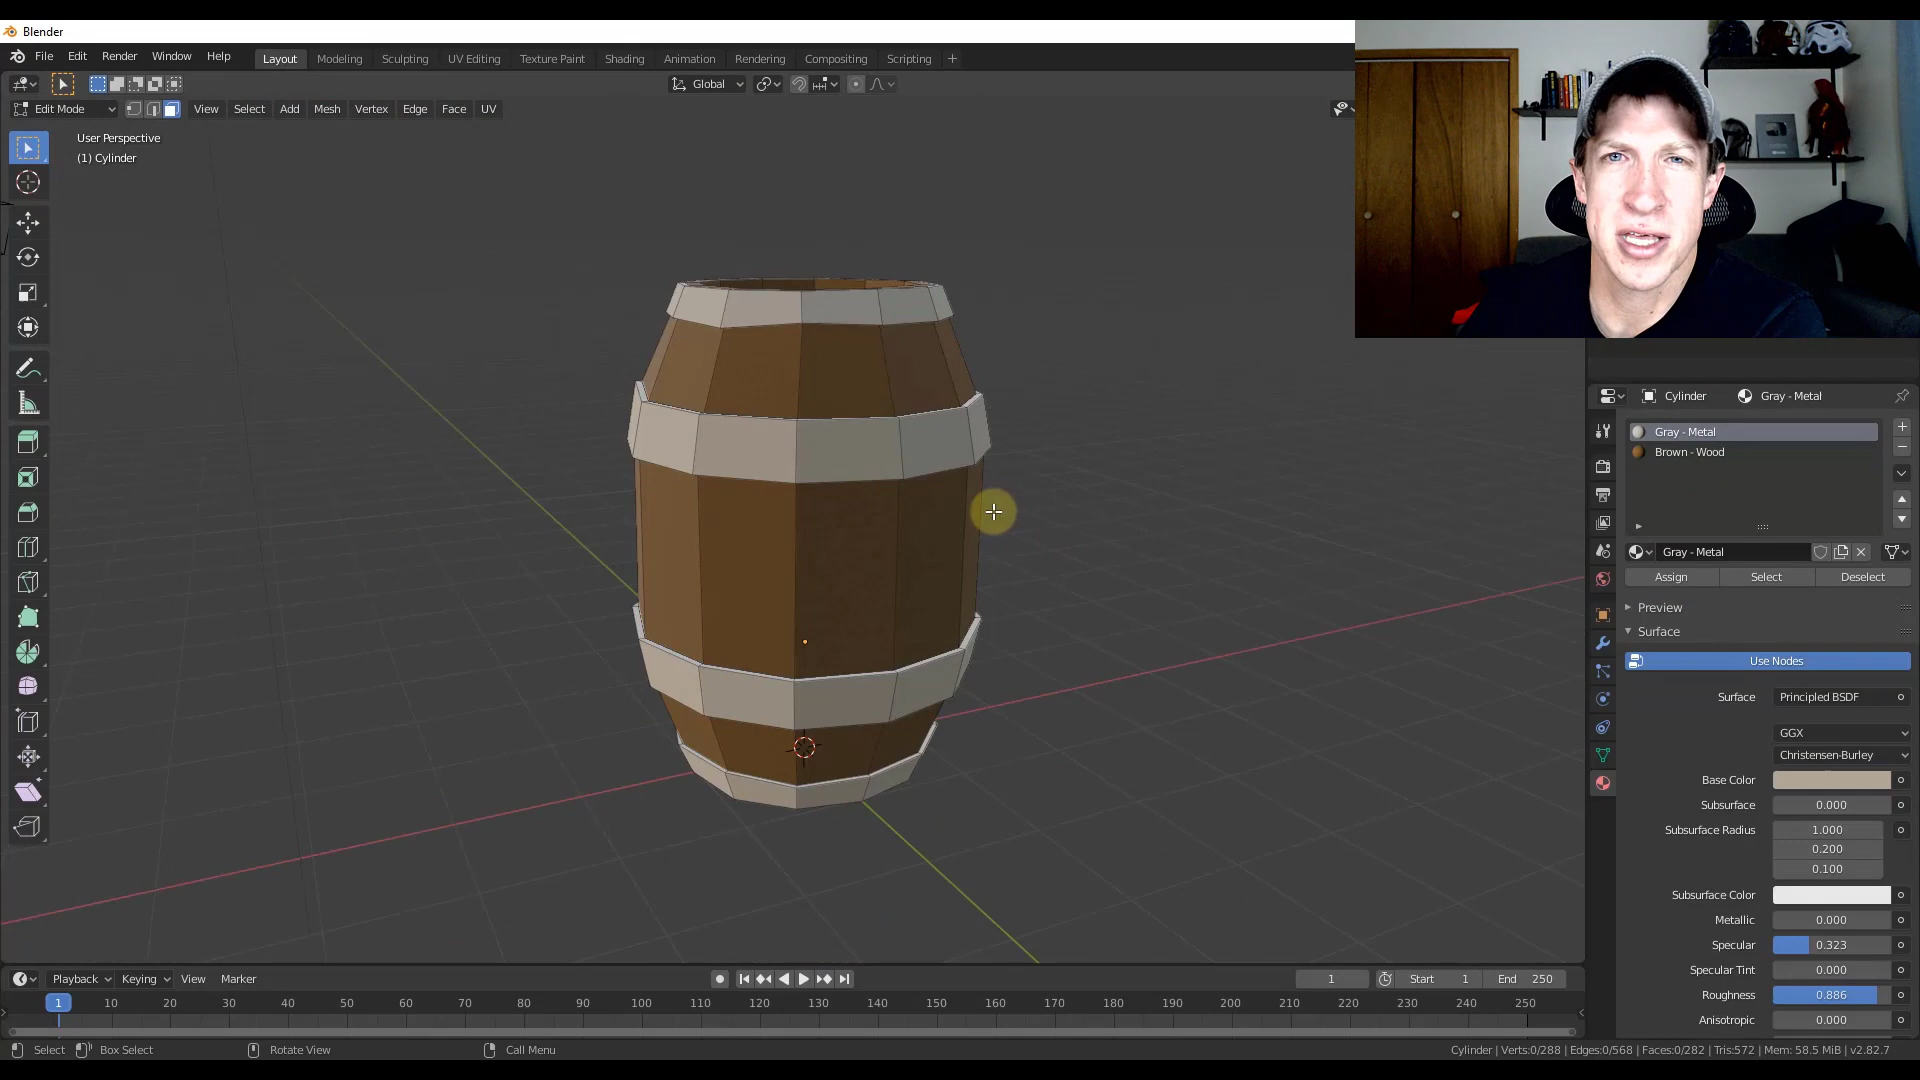 Blender
File Edit Render Window Help Layout Modeling Sculpting UV Editing Texture Paint Shading Animation Rendering Compositing Scripting +
Global
Edit Mode View Select Add Mesh Vertex Edge Face UV
User Perspective
(1) Cylinder
Cylinder Gray - Metal
Gray - Metal
Brown - Wood
Gray - Metal
Assign Select Deselect
Preview
Surface
Use Nodes
Surface Principled BSDF
GGX
Christensen-Burley
Base Color
Subsurface 0.000
Subsurface Radius 1.000
0.200
0.100
Subsurface Color
Metallic 0.000
Specular 0.323
Specular Tint 0.000
Roughness 0.886
Anisotropic 0.000
Playback Keying View Marker 1 Start 1 End 250
1 10 20 30 40 50 60 70 80 90 100 110 120 130 140 150 160 170 180 190 200 210 220 230 240 250
Select Box Select Rotate View Call Menu Cylinder | Verts:0/288 | Edges:0/568 | Faces:0/282 | Tris:572 | Mem: 58.5 MiB | v2.82.7